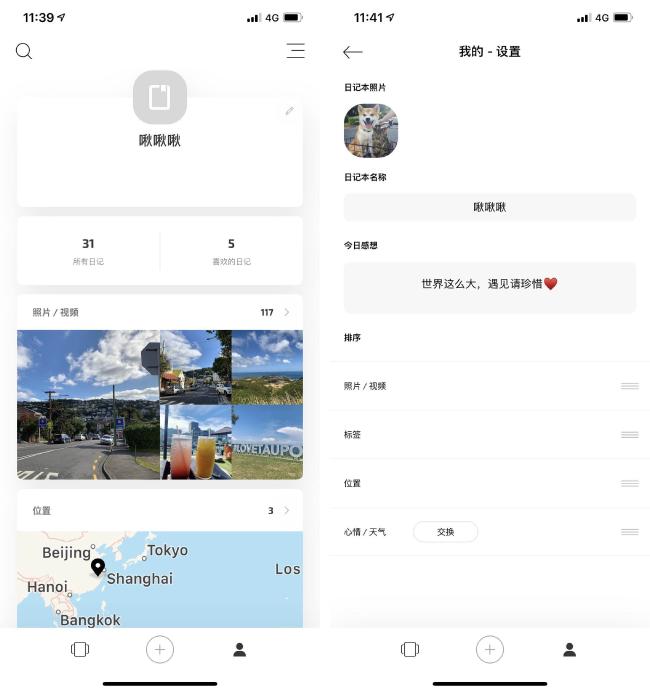 11:39
4G
啾啾啾
31
所有日记
5
喜欢的日记
照片 / 视频
117
#LOVETAUPO
位置
3
Beijing
Tokyo
Shanghai
Los
Hanoi
Bangkok
11:41
4G
我的 - 设置
日记本照片
日记本名称
啾啾啾
今日感想
世界这么大，遇见请珍惜❤️
排序
照片 / 视频
标签
位置
心情 / 天气
交换